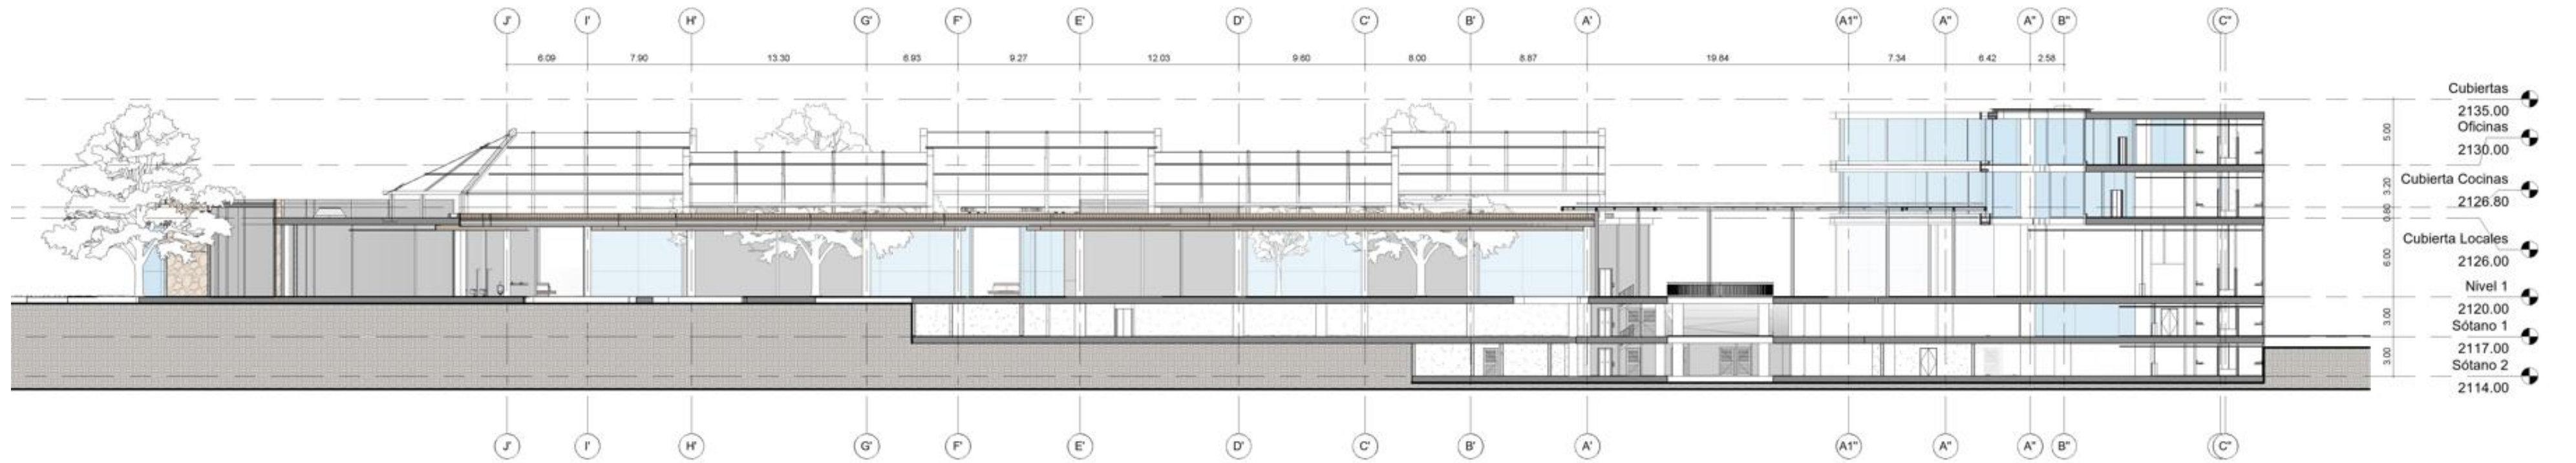 J' I' H' G' F' E' D' C' B' A' A1" A" A" B" C"
6.09 7.90 13.30 6.93 9.27 12.03 9.60 8.00 8.87 19.84 7.34 6.42 2.58
Cubiertas
2135.00
Oficinas
2130.00
Cubierta Cocinas
2126.80
Cubierta Locales
2126.00
Nivel 1
2120.00
Sótano 1
2117.00
Sótano 2
2114.00
5.00
3.20
0.80
6.00
3.00
3.00
J' I' H' G' F' E' D' C' B' A' A1" A" A" B" C"